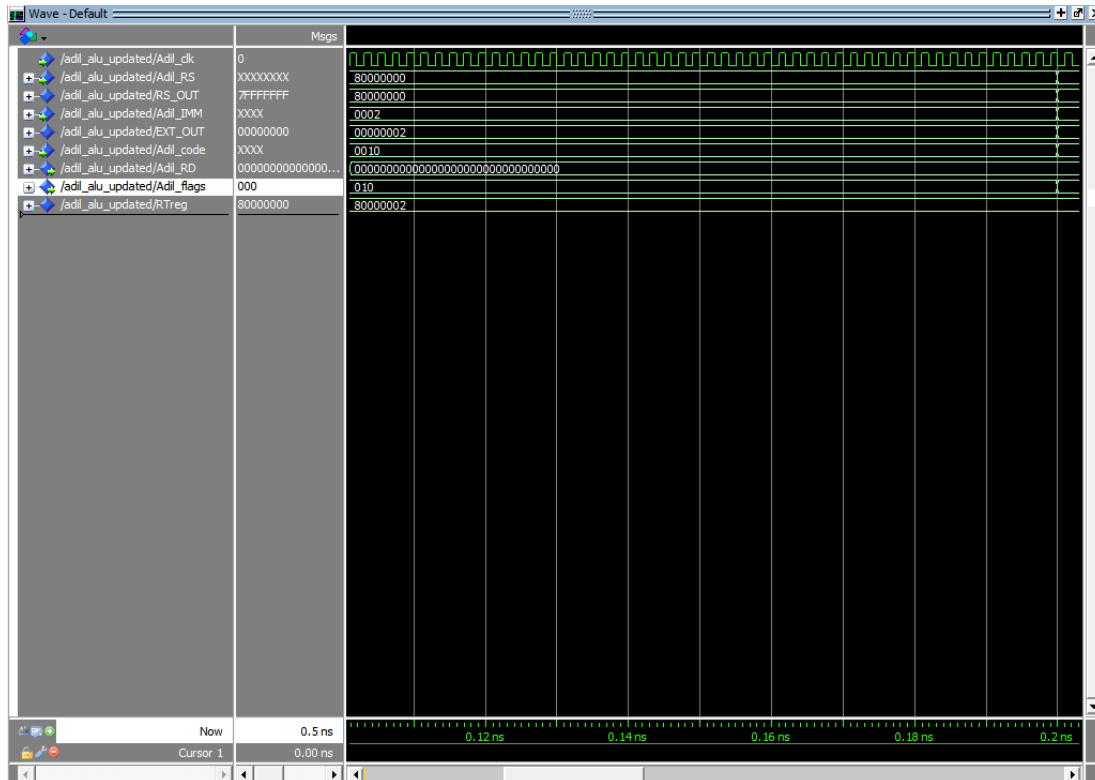 Wave - Default
Msgs
/adil_alu_updated/Adil_clk 0
/adil_alu_updated/Adil_RS XXXXXXXX 80000000
/adil_alu_updated/RS_OUT 7FFFFFFF 80000000
/adil_alu_updated/Adil_IMM XXXX 0002
/adil_alu_updated/EXT_OUT 00000000 00000002
/adil_alu_updated/Adil_code XXXX 0010
/adil_alu_updated/Adil_RD 00000000000000... 00000000000000000000000000000000
/adil_alu_updated/Adil_flags 000 010
/adil_alu_updated/RTreg 80000000 80000002
Now 0.5 ns
0.12 ns 0.14 ns 0.16 ns 0.18 ns 0.2 ns
Cursor 1 0.00 ns